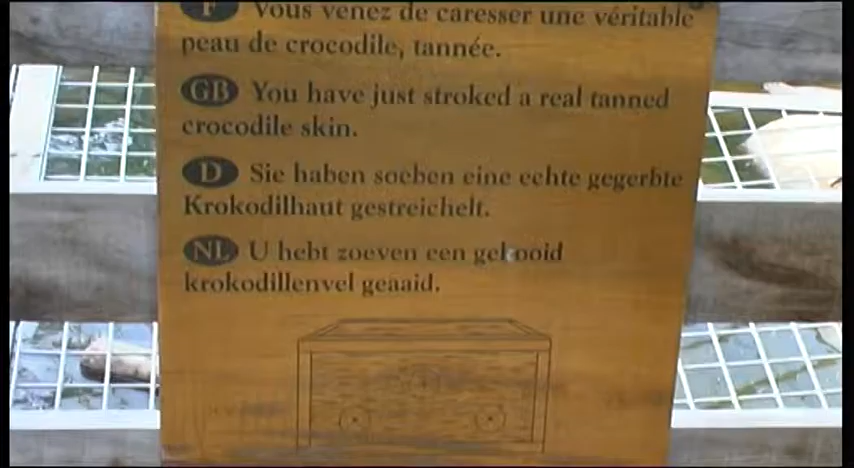 F Vous venez de caresser une véritable
peau de crocodile, tannée.
GB You have just stroked a real tanned
crocodile skin.
D Sie haben soeben eine echte gegerbte
Krokodilhaut gestreichelt.
NL U hebt zoeven een gelooid
krokodillenvel geaaid.